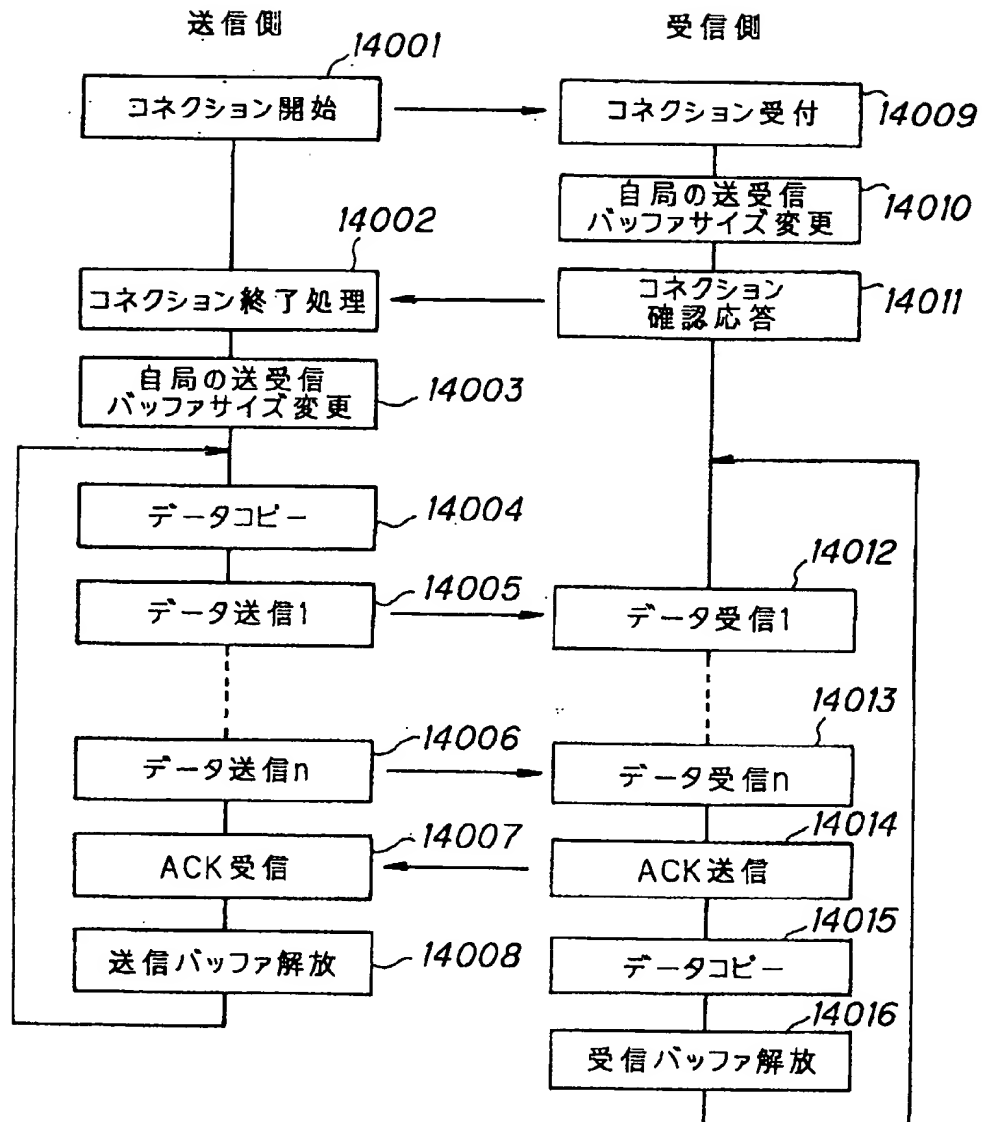 送信側
14001
コネクション開始
14002
コネクション終了処理
自局の送受信
バッファサイズ変更
14003
データコピー
14004
データ送信1
14005
データ送信n
14006
ACK受信
14007
送信バッファ解放
14008
受信側
コネクション受付
14009
自局の送受信
バッファサイズ変更
14010
コネクション
確認応答
14011
14012
データ受信1
14013
データ受信n
14014
ACK送信
14015
データコピー
14016
受信バッファ解放